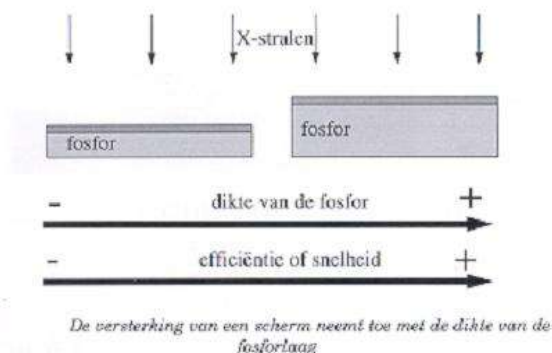 X-stralen
fosfor
fosfor
- dikte van de fosfor +
- efficiëntie of snelheid +
De versterking van een scherm neemt toe met de dikte van de
fosforlaag